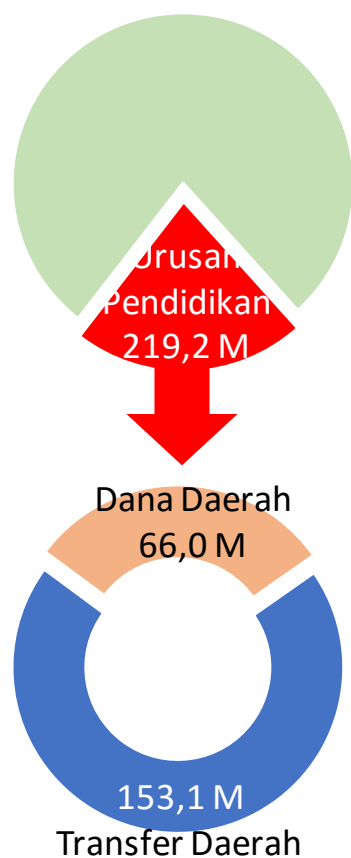 Urusan
Pendidikan
219,2 M
Dana Daerah
66,0 M
153,1 M
Transfer Daerah